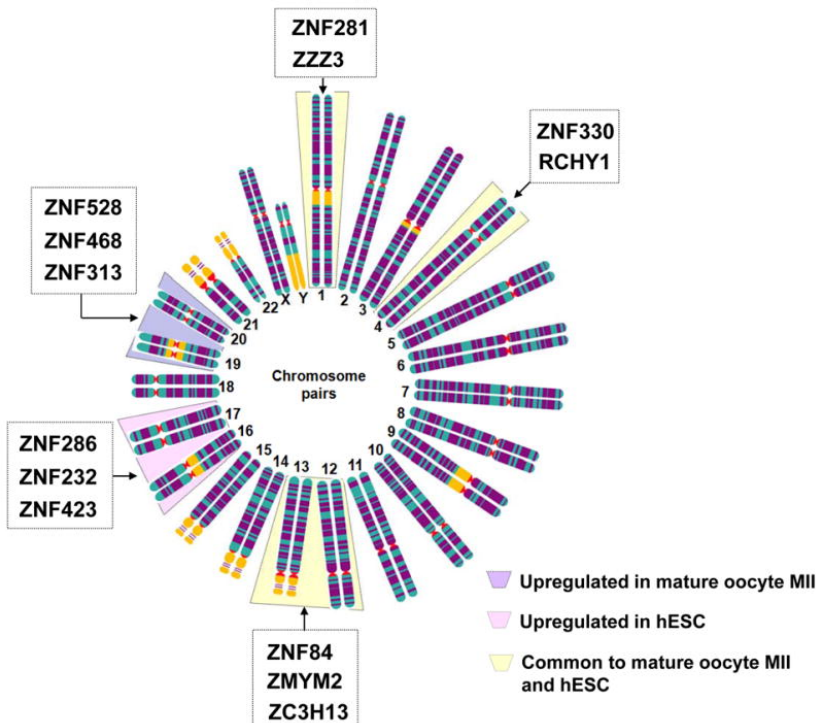 ZNF281
ZZZ3
ZNF330
RCHY1
ZNF528
ZNF468
ZNF313
ZNF286
ZNF232
ZNF423
ZNF84
ZMYM2
ZC3H13
1
2
3
4
5
6
7
8
9
10
11
12
13
14
15
16
17
18
19
20
21
22
X
Y
Chromosome
pairs
Upregulated in mature oocyte MII
Upregulated in hESC
Common to mature oocyte MII
and hESC